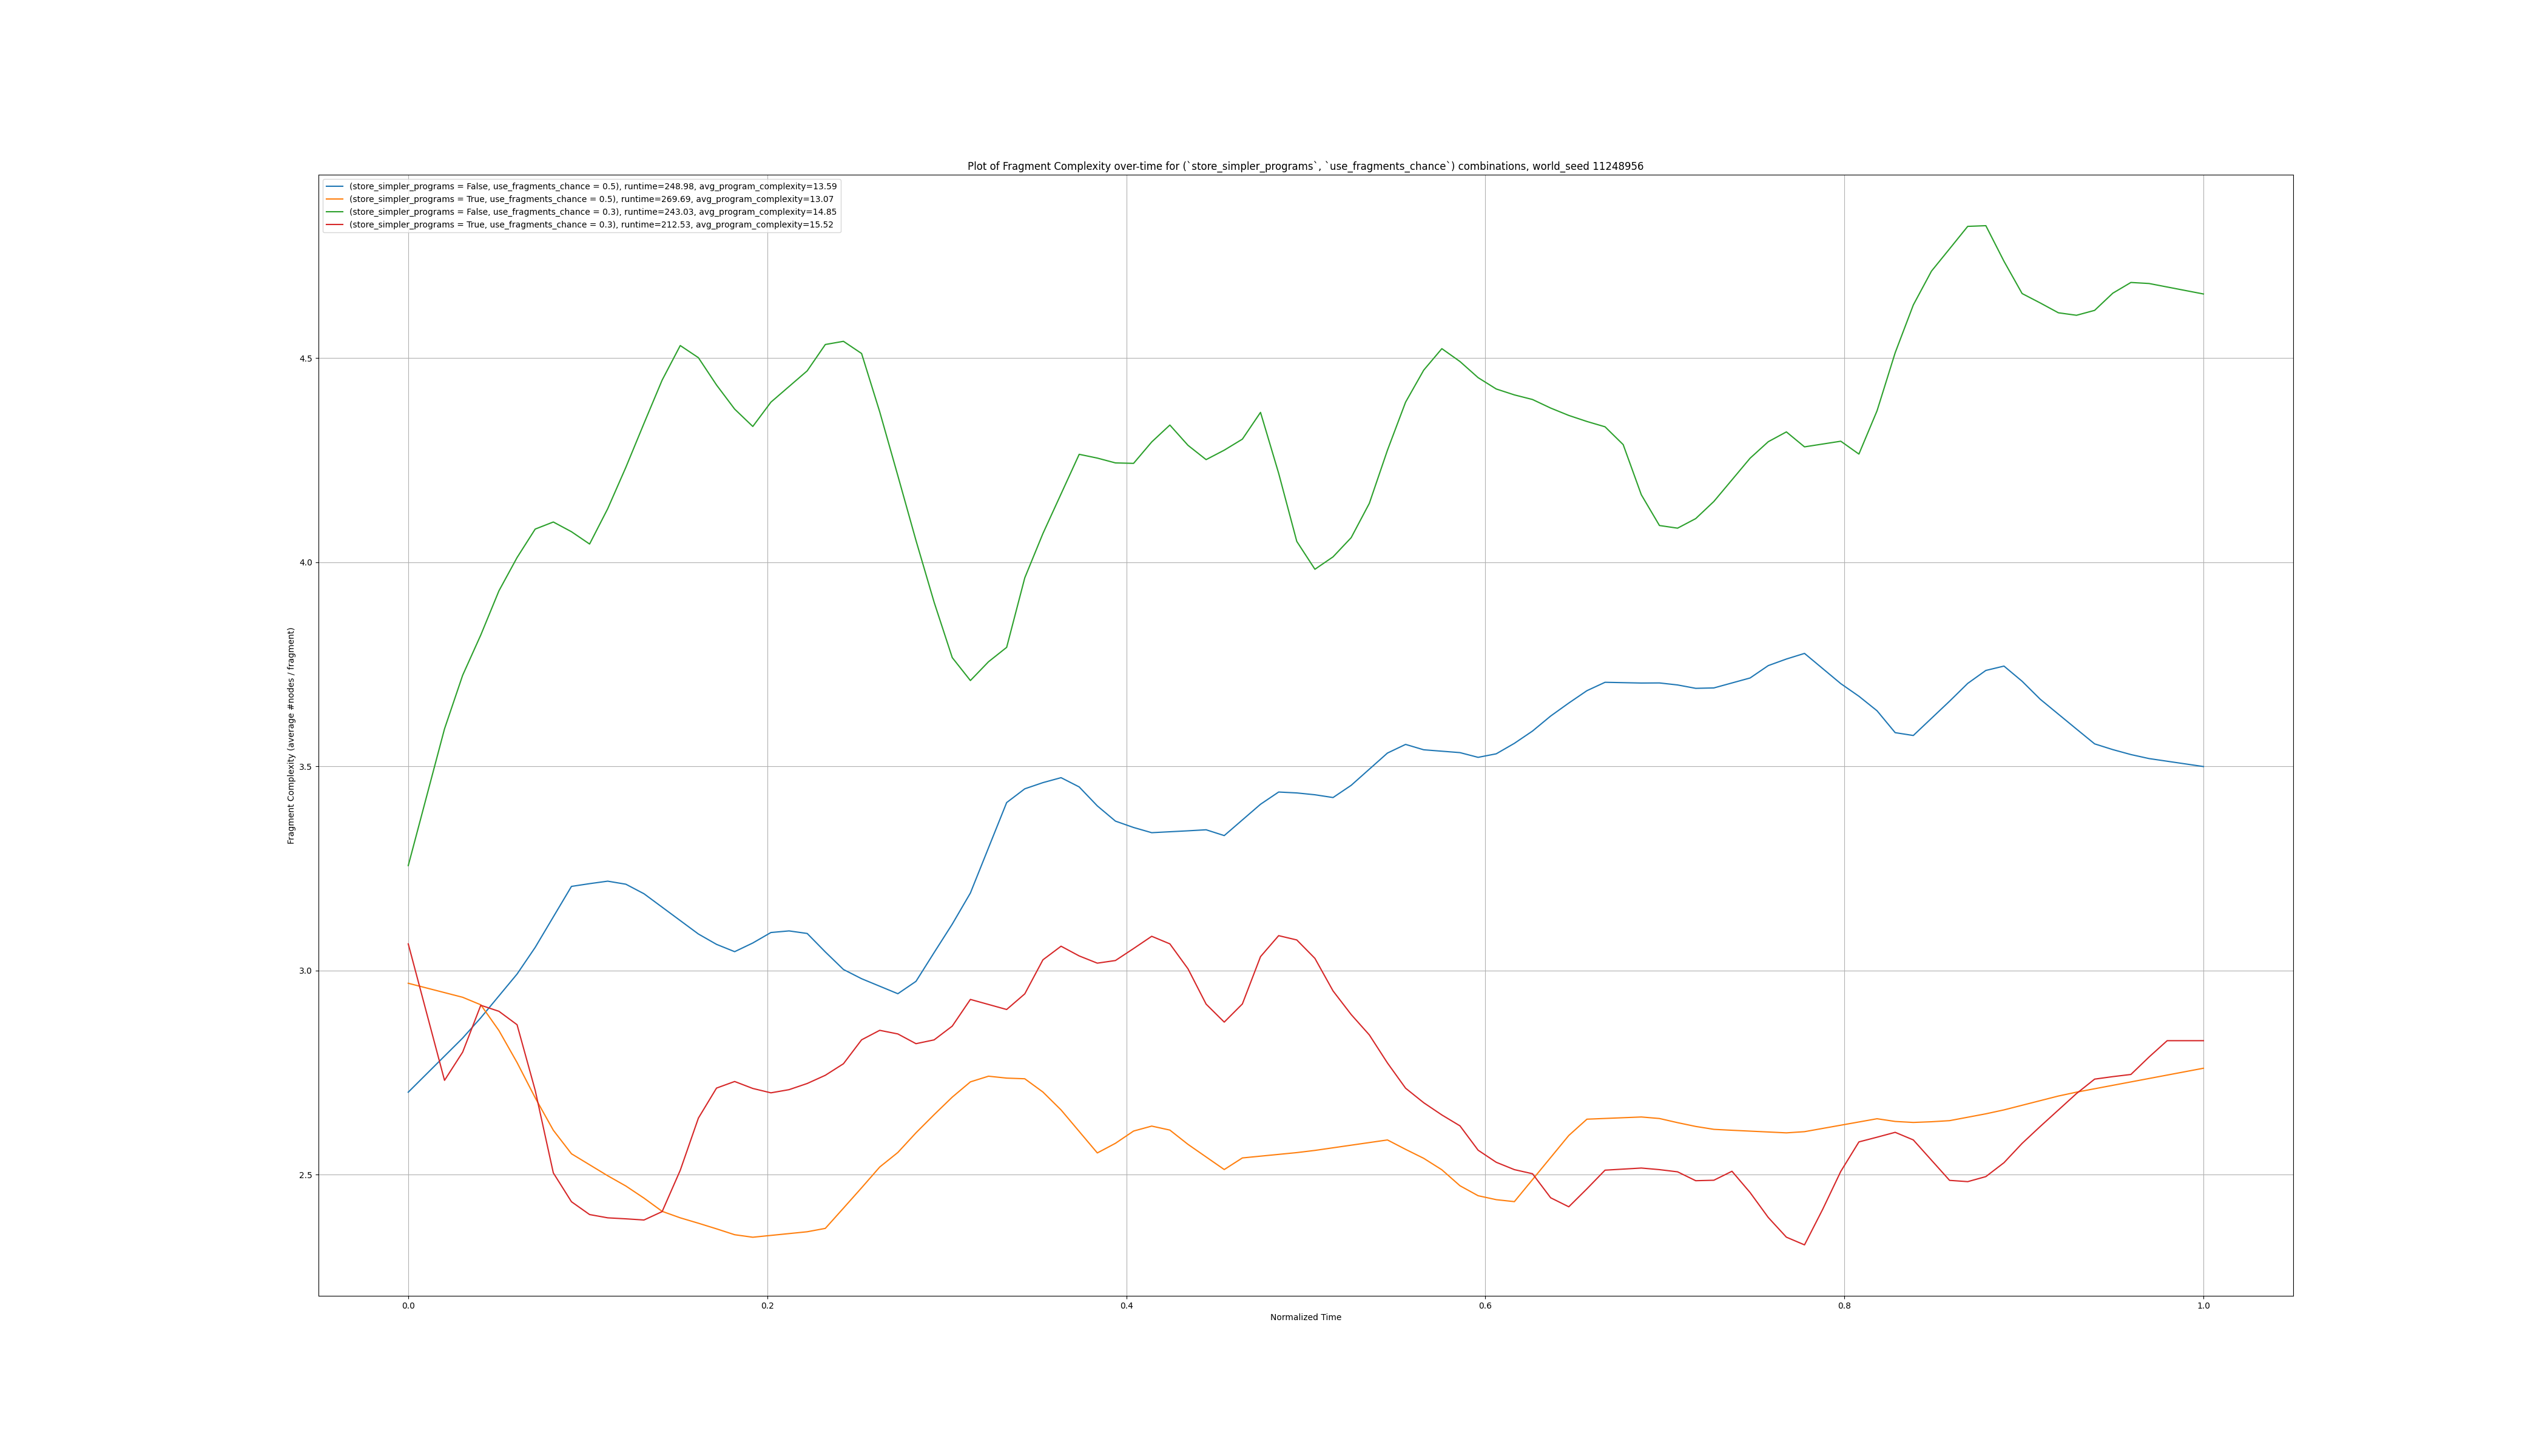 Plot of Fragment Complexity over-time for (`store_simpler_programs`, `use_fragments_chance`) combinations, world_seed 11248956
(store_simpler_programs = False, use_fragments_chance = 0.5), runtime=248.98, avg_program_complexity=13.59
(store_simpler_programs = True, use_fragments_chance = 0.5), runtime=269.69, avg_program_complexity=13.07
(store_simpler_programs = False, use_fragments_chance = 0.3), runtime=243.03, avg_program_complexity=14.85
(store_simpler_programs = True, use_fragments_chance = 0.3), runtime=212.53, avg_program_complexity=15.52
Fragment Complexity (average #nodes / fragment)
4.5
4.0
3.5
3.0
2.5
0.0 0.2 0.4 0.6 0.8 1.0
Normalized Time